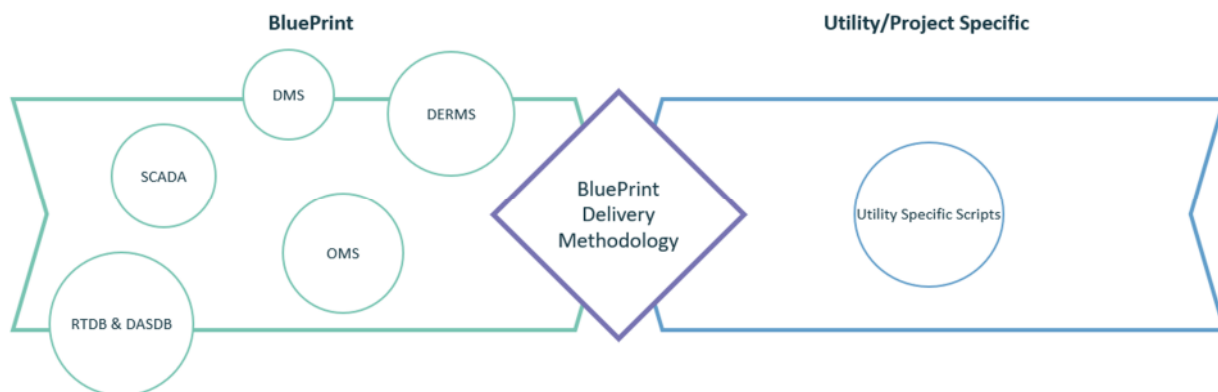 BluePrint
Utility/Project Specific
DMS
DERMS
SCADA
OMS
RTDB & DASDB
BluePrint
Delivery
Methodology
Utility Specific Scripts